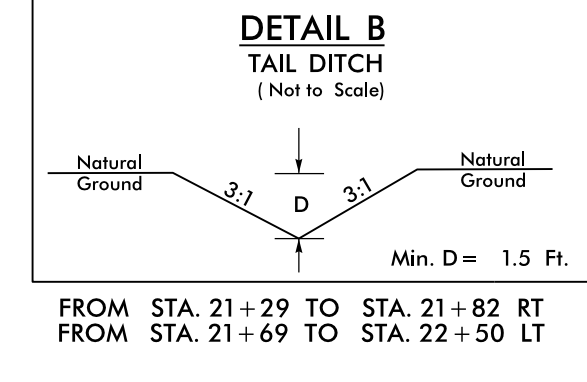 DETAIL B
TAIL DITCH
( Not to Scale)
Natural
Ground
3:1
D
3:1
Natural
Ground
Min. D = 1.5 Ft.
FROM STA. 21+29 TO STA. 21+82 RT
FROM STA. 21+69 TO STA. 22+50 LT